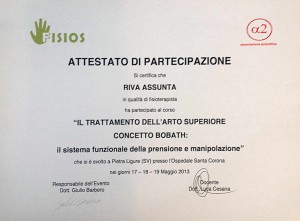 FISIOS
α2
ATTESTATO DI PARTECIPAZIONE
Si certifica che
RIVA ASSUNTA
in qualità di fisioterapista
ha partecipato al corso
"IL TRATTAMENTO DELL'ARTO SUPERIORE
CONCETTO BOBATH:
il sistema funzionale della prensione e manipolazione"
che si è svolto a Pietra Ligure (SV) presso l'Ospedale Santa Corona
nei giorni 17 - 18 - 19 Maggio 2013
Responsabile dell'Evento
Dott. Giulio Barbero
Docente
Dott. Luca Cesana